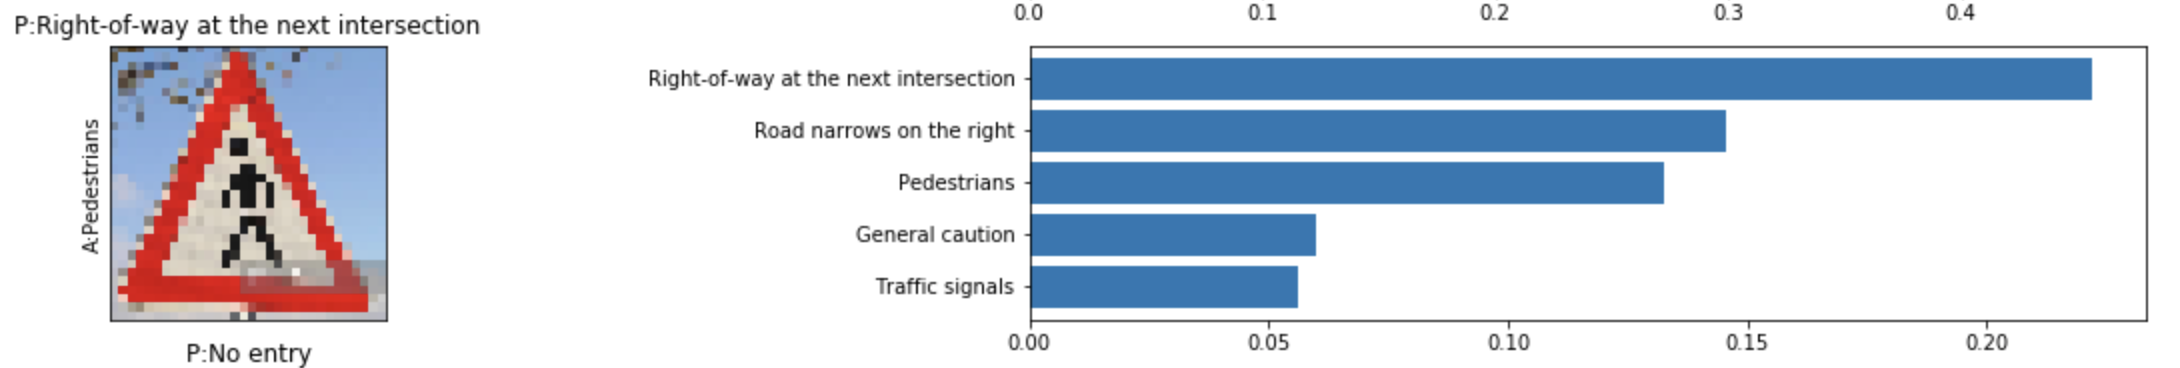 0.0 0.1 0.2 0.3 0.4
P:Right-of-way at the next intersection
A:Pedestrians
Right-of-way at the next intersection
Road narrows on the right
Pedestrians
General caution
Traffic signals
0.00 0.05 0.10 0.15 0.20
P:No entry